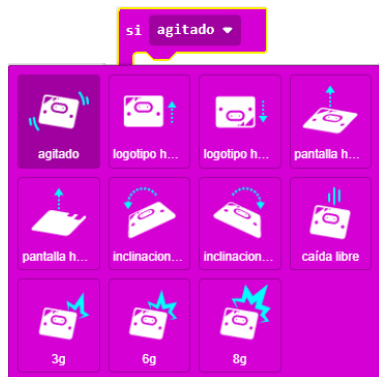 si agitado
agitado logotipo h... logotipo h... pantalla h...
pantalla h... inclinacion... inclinacion... caída libre
3g 6g 8g